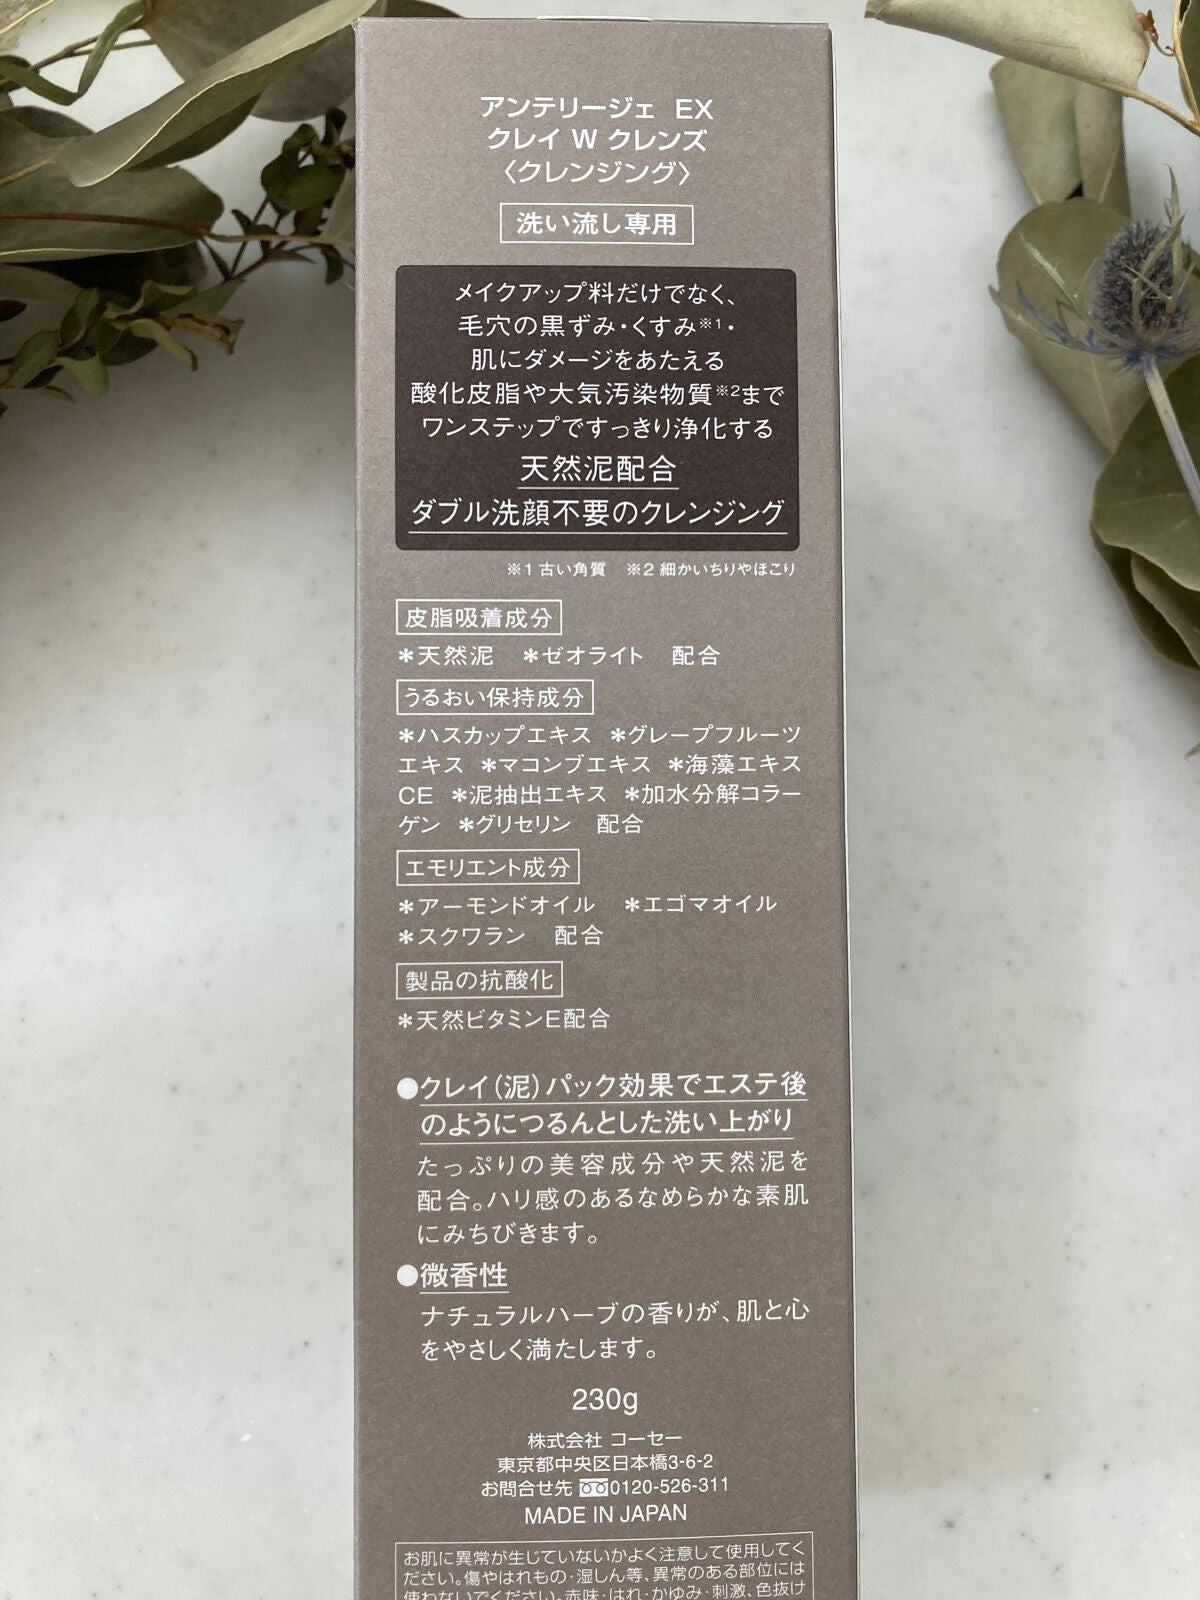 アンテリージェ EX
クレイ W クレンズ
〈クレンジング〉
洗い流し専用
メイクアップ料だけでなく、
毛穴の黒ずみ・くすみ※1・
肌にダメージをあたえる
酸化皮脂や大気汚染物質※2まで
ワンステップですっきり浄化する
天然泥配合
ダブル洗顔不要のクレンジング
※1 古い角質 ※2 細かいちりやほこり
皮脂吸着成分
＊天然泥 ＊ゼオライト 配合
うるおい保持成分
＊ハスカップエキス ＊グレープフルーツ
エキス ＊マコンブエキス ＊海藻エキス
CE ＊泥抽出エキス ＊加水分解コラー
ゲン ＊グリセリン 配合
エモリエント成分
＊アーモンドオイル ＊エゴマオイル
＊スクワラン 配合
製品の抗酸化
＊天然ビタミンE配合
●クレイ（泥）パック効果でエステ後
のようにつるんとした洗い上がり
たっぷりの美容成分や天然泥を
配合。ハリ感のあるなめらかな素肌
にみちびきます。
●微香性
ナチュラルハーブの香りが、肌と心
をやさしく満たします。
230g
株式会社 コーセー
東京都中央区日本橋3-6-2
お問合せ先 0120-526-311
MADE IN JAPAN
お肌に異常が生じていないかよく注意して使用してく
ださい。傷やはれもの・湿しん等、異常のある部位には
使わないでください。赤味・はれ・かゆみ・刺激、色抜け